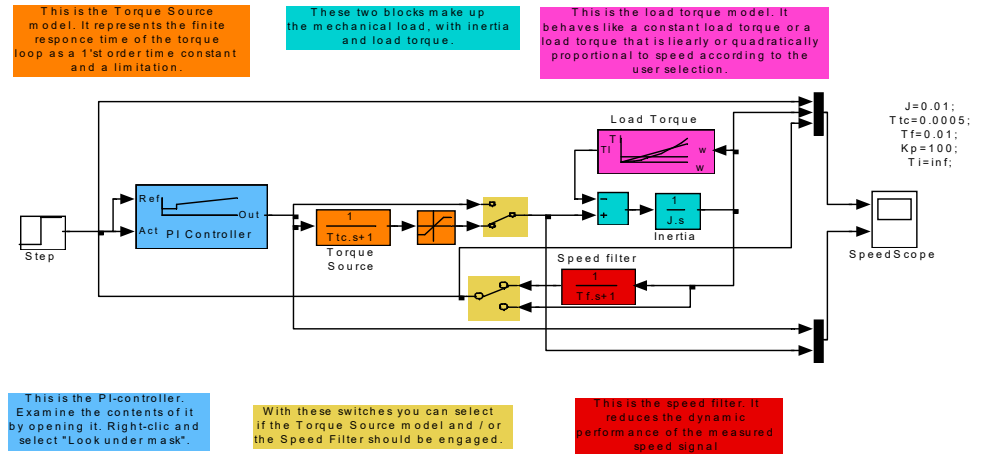 This is the Torque Source
model. It represents the finite
responce time of the torque
loop as a 1'st order time constant
and a limitation.
These two blocks make up
the mechanical load, with inertia
and load torque.
This is the load torque model. It
behaves like a constant load torque or a
load torque that is liearly or quadratically
proportional to speed according to the
user selection.
J=0.01;
Ttc=0.0005;
Tf=0.01;
Kp=100;
Ti=inf;
Load Torque
T
Tl
w
w
Ref
Act
Out
PI Controller
Step
1
Ttc.s+1
Torque
Source
-
+
1
J.s
Inertia
SpeedScope
Speed filter
1
Tf.s+1
This is the PI-controller.
Examine the contents of it
by opening it. Right-clic and
select "Look under mask".
With these switches you can select
if the Torque Source model and / or
the Speed Filter should be engaged.
This is the speed filter. It
reduces the dynamic
performance of the measured
speed signal